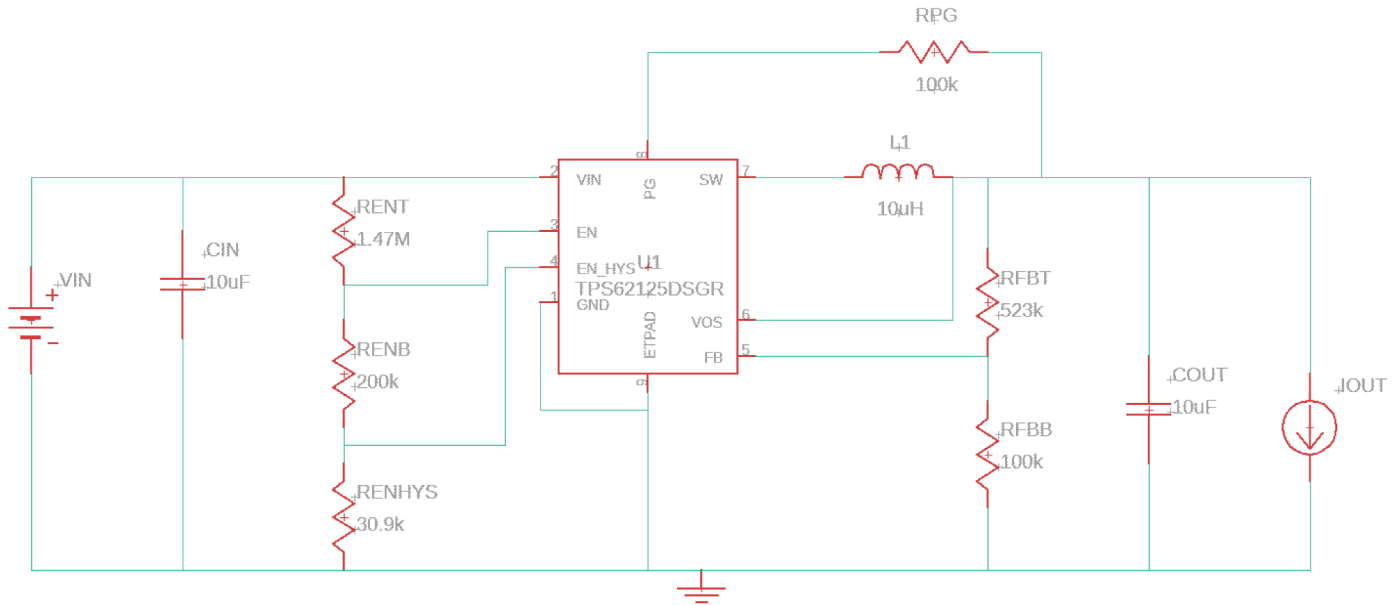 RPG
100k
L1
10uH
8
2
VIN
PG
SW
7
RENT
1.47M
3
EN
CIN
10uF
4
EN_HYS
U1
TPS62125DSGR
1
GND
VIN
+
-
ETPAD
VOS
6
FB
5
9
RFBT
523k
RENB
200k
COUT
10uF
IOUT
RFBB
100k
RENHYS
30.9k